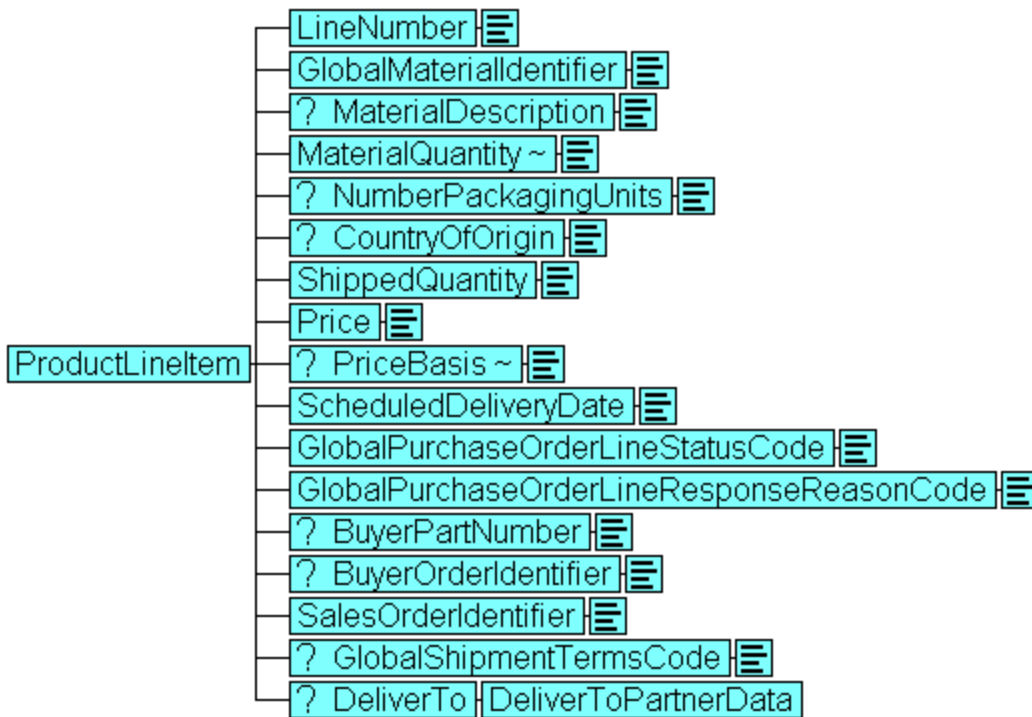 LineNumber
GlobalMaterialIdentifier
? MaterialDescription
MaterialQuantity ~
? NumberPackagingUnits
? CountryOfOrigin
ShippedQuantity
Price
ProductLineItem
? PriceBasis ~
ScheduledDeliveryDate
GlobalPurchaseOrderLineStatusCode
GlobalPurchaseOrderLineResponseReasonCode
? BuyerPartNumber
? BuyerOrderIdentifier
SalesOrderIdentifier
? GlobalShipmentTermsCode
? DeliverTo DeliverToPartnerData